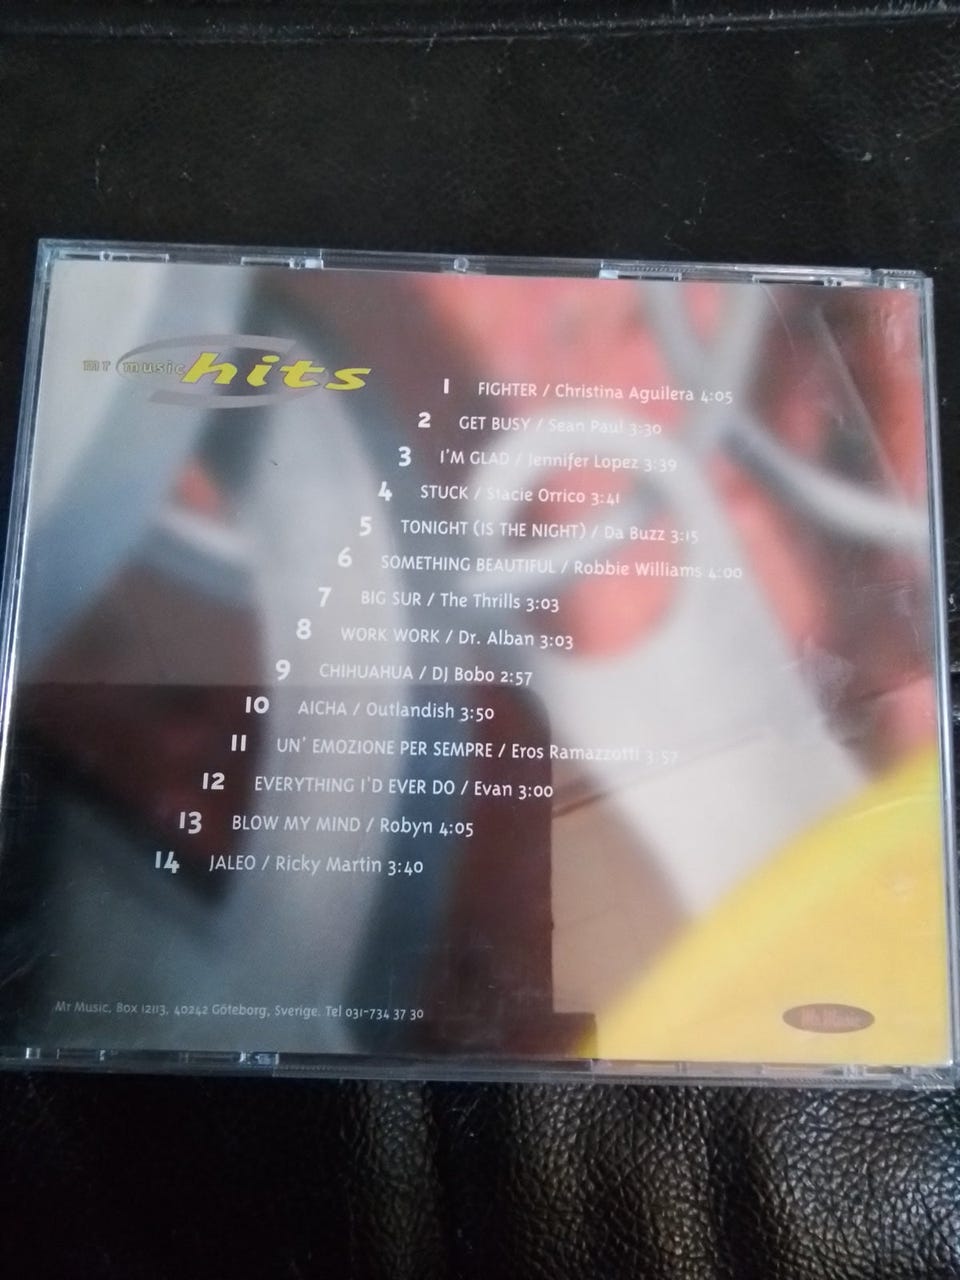 mr music hits
1 FIGHTER / Christina Aguilera 4:05
2 GET BUSY / Sean Paul 3:30
3 I'M GLAD / Jennifer Lopez 3:39
4 STUCK / Stacie Orrico 3:41
5 TONIGHT (IS THE NIGHT) / Da Buzz 3:15
6 SOMETHING BEAUTIFUL / Robbie Williams 4:00
7 BIG SUR / The Thrills 3:03
8 WORK WORK / Dr. Alban 3:03
9 CHIHUAHUA / DJ Bobo 2:57
10 AICHA / Outlandish 3:50
11 UN' EMOZIONE PER SEMPRE / Eros Ramazzotti 3:57
12 EVERYTHING I'D EVER DO / Evan 3:00
13 BLOW MY MIND / Robyn 4:05
14 JALEO / Ricky Martin 3:40
Mr Music, Box 12113, 40242 Göteborg, Sverige. Tel 031-734 37 30
Mr Music